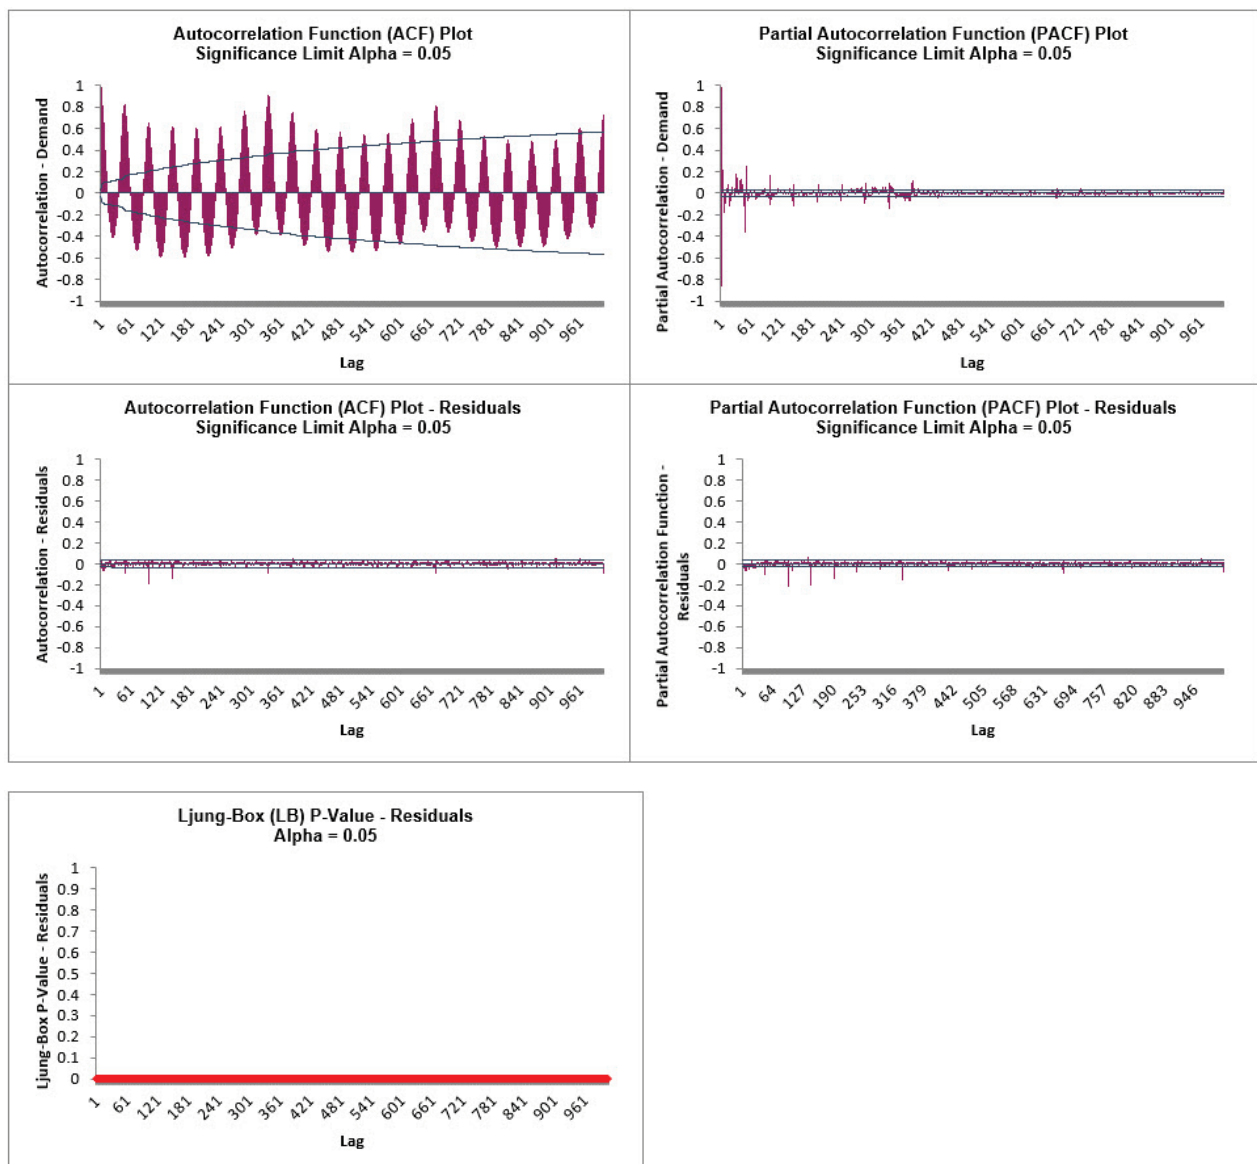 Autocorrelation Function (ACF) Plot
Significance Limit Alpha = 0.05
Autocorrelation - Demand
1
0.8
0.6
0.4
0.2
0
-0.2
-0.4
-0.6
-0.8
-1
1 61 121 181 241 301 361 421 481 541 601 661 721 781 841 901 961
Lag
Partial Autocorrelation Function (PACF) Plot
Significance Limit Alpha = 0.05
Partial Autocorrelation - Demand
1
0.8
0.6
0.4
0.2
0
-0.2
-0.4
-0.6
-0.8
-1
1 61 121 181 241 301 361 421 481 541 601 661 721 781 841 901 961
Lag
Autocorrelation Function (ACF) Plot - Residuals
Significance Limit Alpha = 0.05
Autocorrelation - Residuals
1
0.8
0.6
0.4
0.2
0
-0.2
-0.4
-0.6
-0.8
-1
1 61 121 181 241 301 361 421 481 541 601 661 721 781 841 901 961
Lag
Partial Autocorrelation Function (PACF) Plot - Residuals
Significance Limit Alpha = 0.05
Partial Autocorrelation Function -
Residuals
1
0.8
0.6
0.4
0.2
0
-0.2
-0.4
-0.6
-0.8
-1
1 64 127 190 253 316 379 442 505 568 631 694 757 820 883 946
Lag
Ljung-Box (LB) P-Value - Residuals
Alpha = 0.05
Ljung-Box P-Value - Residuals
1
0.9
0.8
0.7
0.6
0.5
0.4
0.3
0.2
0.1
0
1 61 121 181 241 301 361 421 481 541 601 661 721 781 841 901 961
Lag